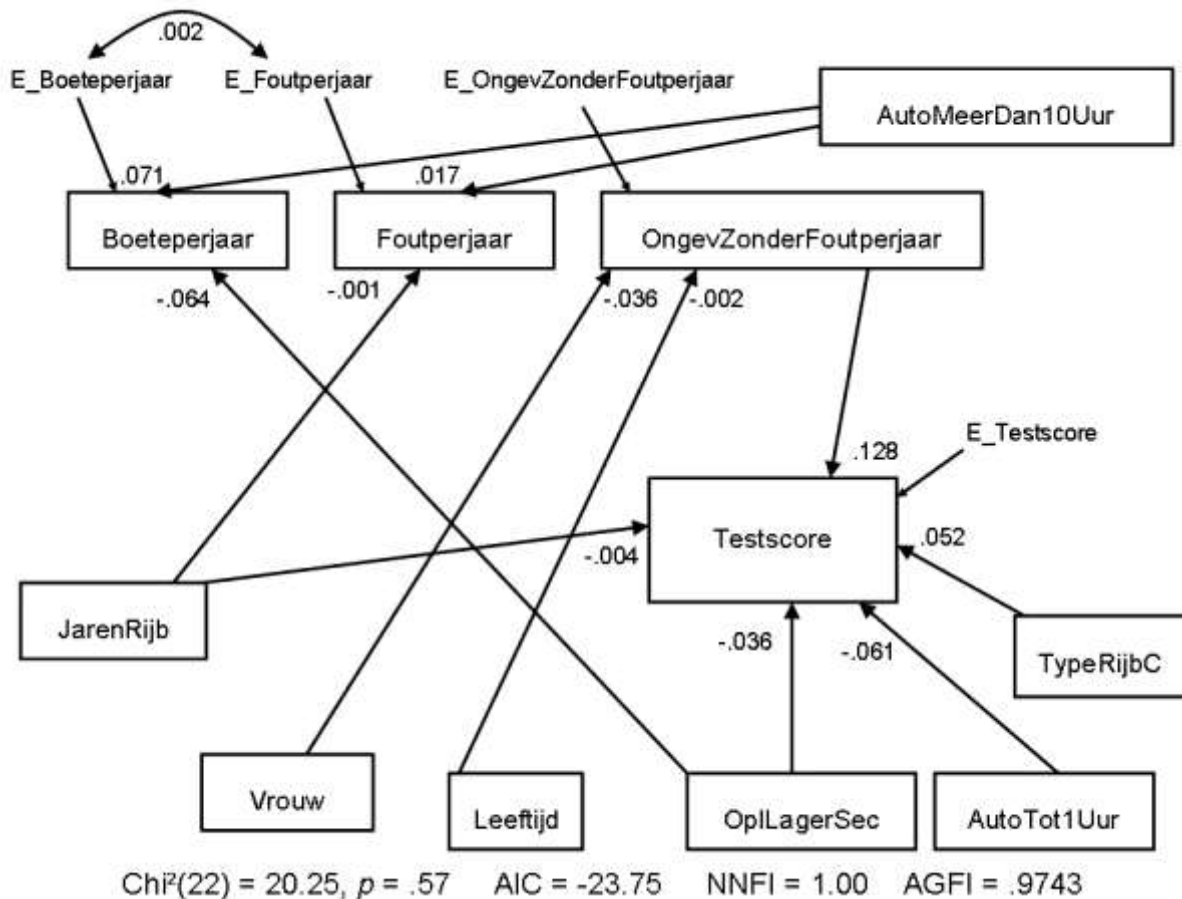 .002
E_Boeteperjaar E_Foutperjaar E_OngevZonderFoutperjaar
AutoMeerDan10Uur
.071 .017
Boeteperjaar Foutperjaar OngevZonderFoutperjaar
-.064 -.001 -.036 -.002
E_Testscore
.128
Testscore
.052
-.004
JarenRijb
-.036 -.061
TypeRijbC
Vrouw Leeftijd OplLagerSec AutoTot1Uur
Chi²(22) = 20.25, p = .57 AIC = -23.75 NNFI = 1.00 AGFI = .9743